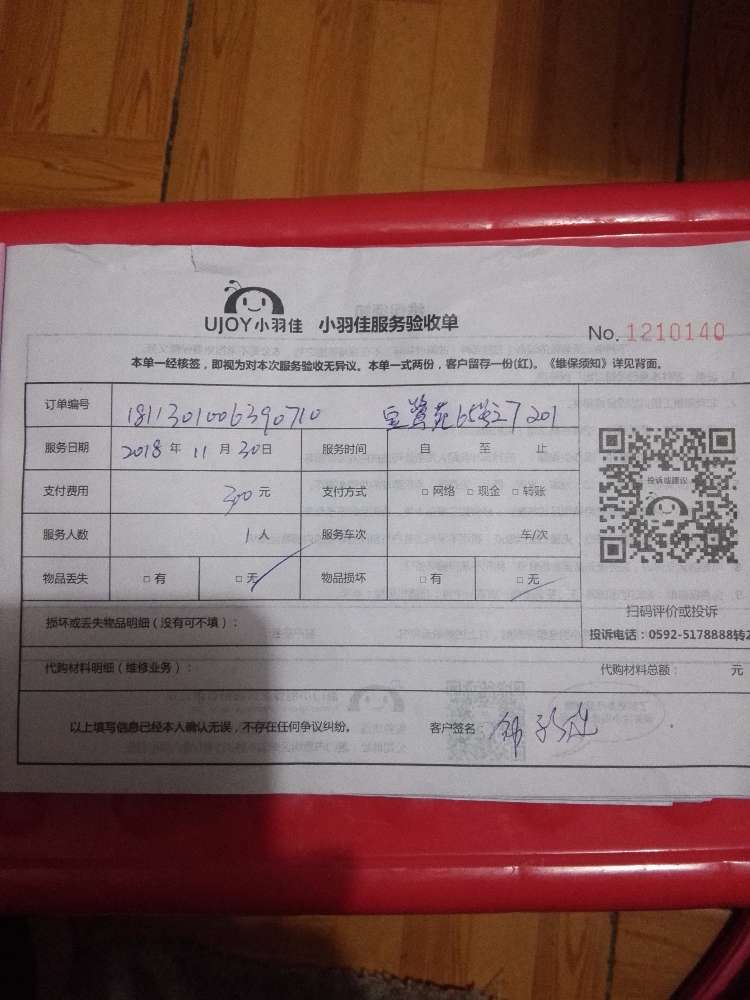 UJOY小羽佳 小羽佳服务验收单
No. 1210140
本单一经核签，即视为对本次服务验收无异议。本单一式两份，客户留存一份(红)。《维保须知》详见背面。
订单编号 1811301006390710
服务日期 2018 年 11 月 30 日 服务时间 自 至 止
投诉或建议
支付费用 300 元 支付方式 □ 网络 □ 现金 □ 转账
服务人数 1 人 服务车次 车/次
物品丢失 □ 有 □ 无 物品损坏 □ 有 □ 无
扫码评价或投诉
损坏或丢失物品明细（没有可不填）：
投诉电话：0592-5178888转2
代购材料明细（维修业务）： 代购材料总额： 元
以上填写信息已经本人确认无误，不存在任何争议纠纷。 客户签名